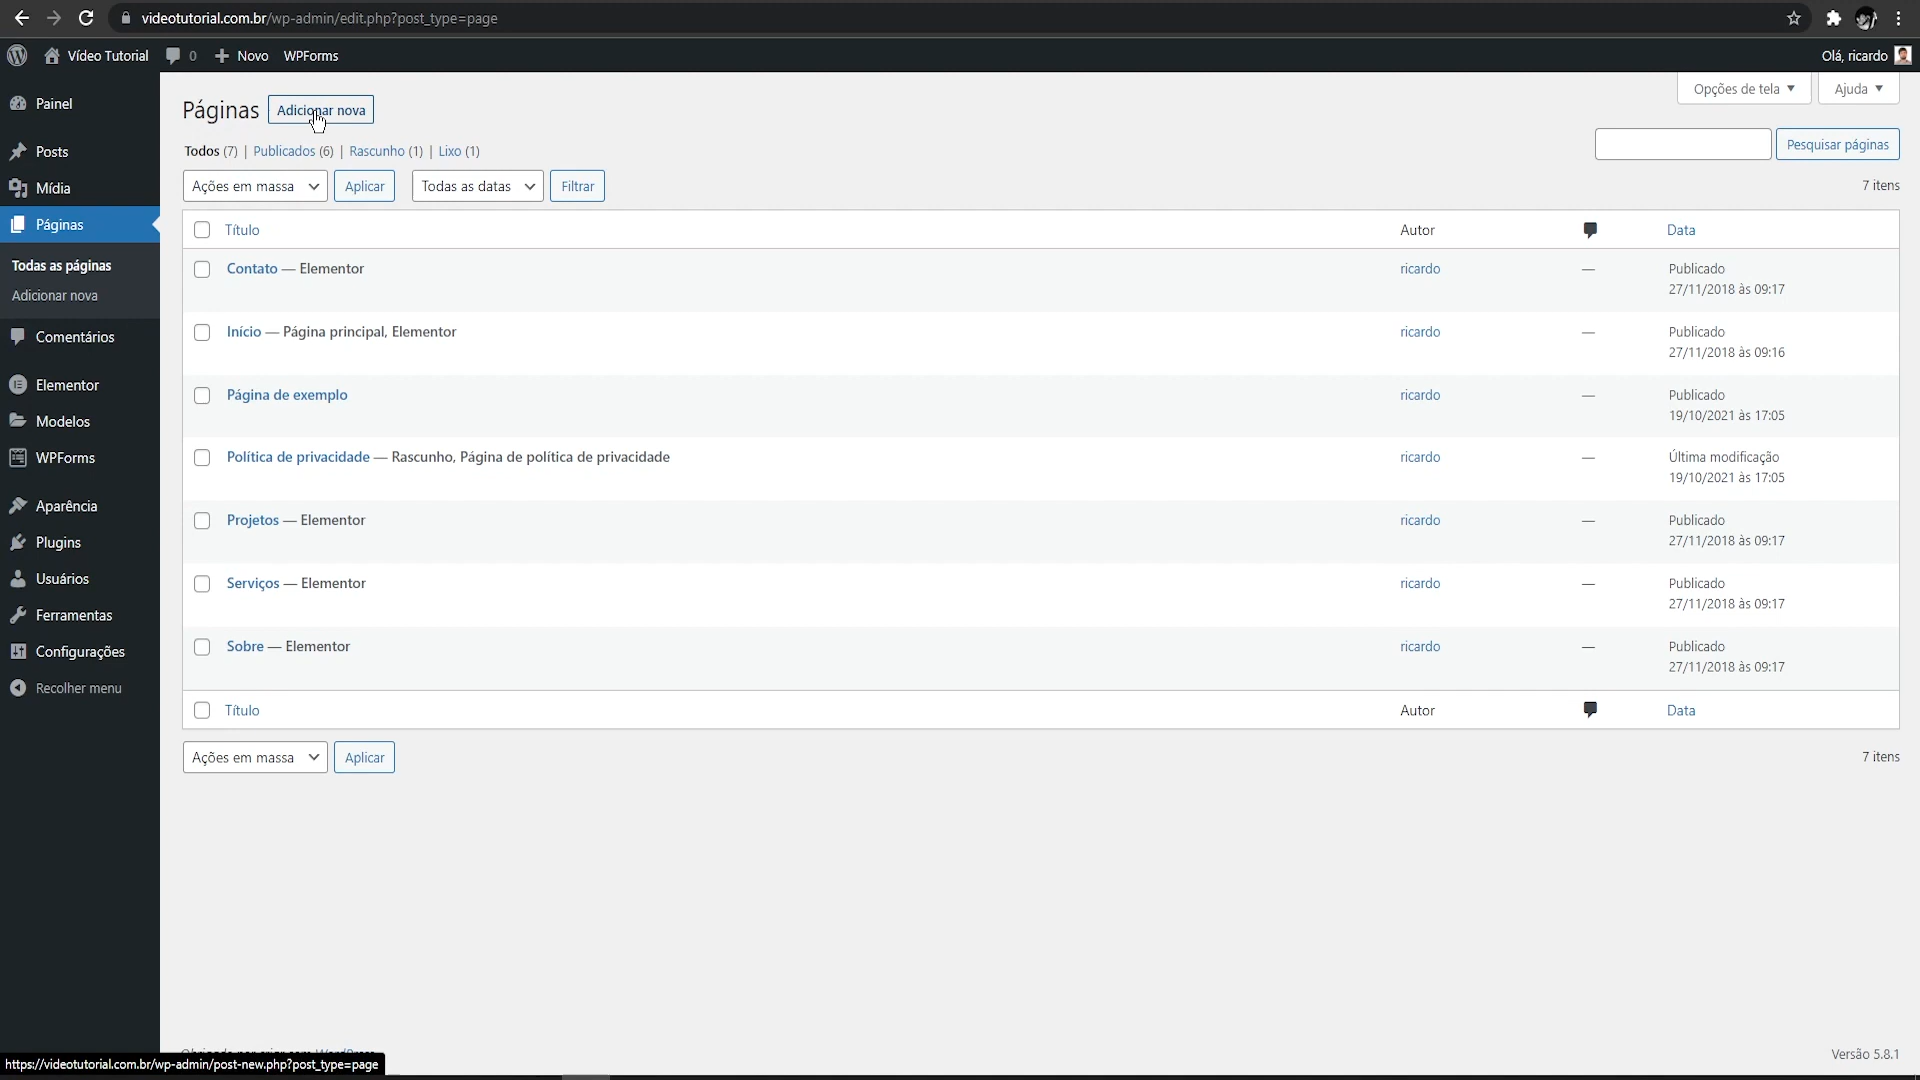 videotutorial.com.br/wp-admin/edit.php?post_type=page
Vídeo Tutorial 0 Novo WPForms Olá, ricardo
Painel
Posts
Mídia
Páginas
Todas as páginas
Adicionar nova
Comentários
Elementor
Modelos
WPForms
Aparência
Plugins
Usuários
Ferramentas
Configurações
Recolher menu
Opções de tela Ajuda
Páginas Adicionar nova
Todos (7) | Publicados (6) | Rascunho (1) | Lixo (1)
Pesquisar páginas
Ações em massa Aplicar Todas as datas Filtrar 7 itens
Título Autor Data
Contato — Elementor ricardo — Publicado
27/11/2018 às 09:17
Início — Página principal, Elementor ricardo — Publicado
27/11/2018 às 09:16
Página de exemplo ricardo — Publicado
19/10/2021 às 17:05
Política de privacidade — Rascunho, Página de política de privacidade ricardo — Última modificação
19/10/2021 às 17:05
Projetos — Elementor ricardo — Publicado
27/11/2018 às 09:17
Serviços — Elementor ricardo — Publicado
27/11/2018 às 09:17
Sobre — Elementor ricardo — Publicado
27/11/2018 às 09:17
Título Autor Data
Ações em massa Aplicar 7 itens
Versão 5.8.1
https://videotutorial.com.br/wp-admin/post-new.php?post_type=page